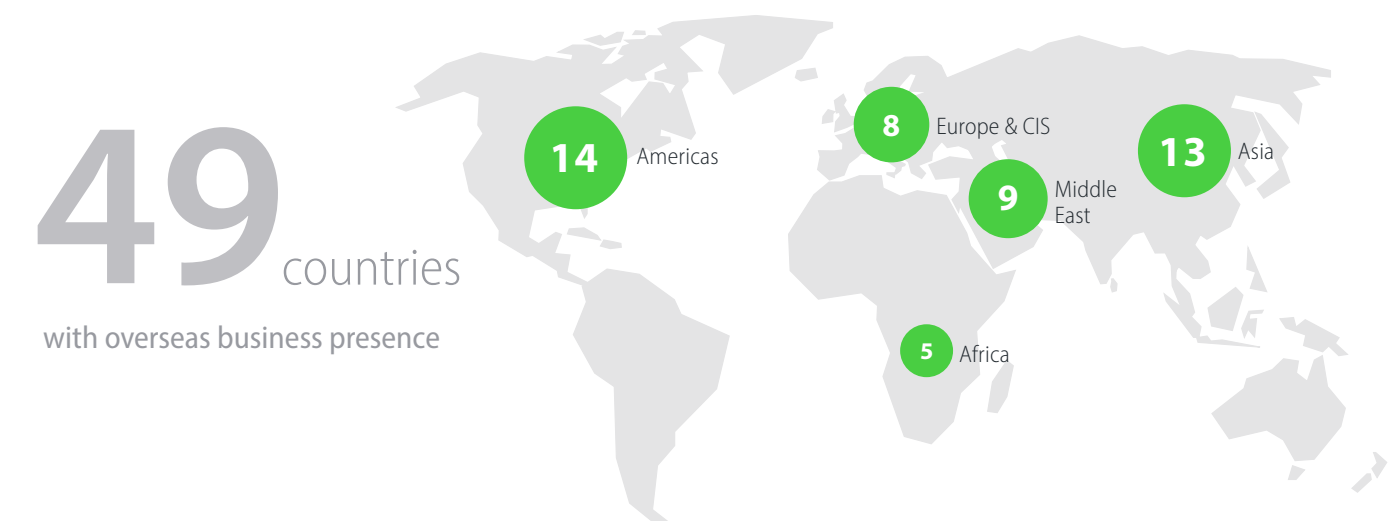 49
countries
with overseas business presence
14
Americas
8
Europe & CIS
9
Middle
East
13
Asia
5
Africa